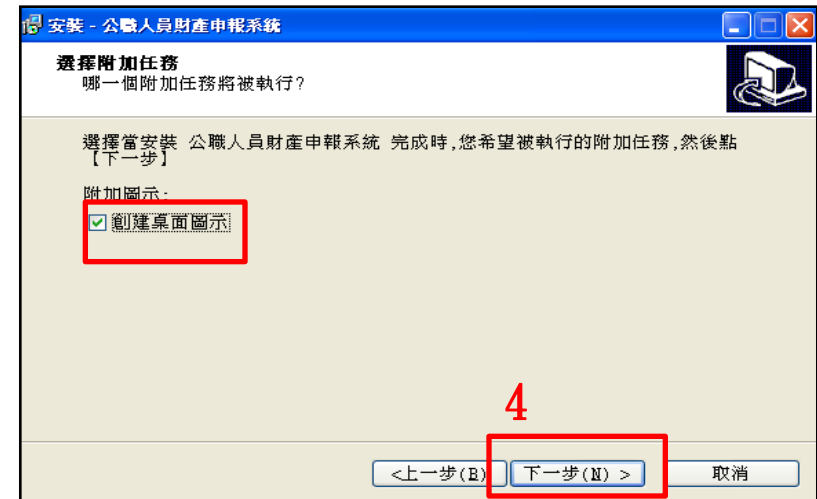 安裝 - 公職人員財產申報系統
選擇附加任務
哪一個附加任務將被執行?
選擇當安裝 公職人員財產申報系統 完成時,您希望被執行的附加任務,然後點
【下一步】
附加圖示:
創建桌面圖示
4
<上一步(B) 下一步(N) > 取消